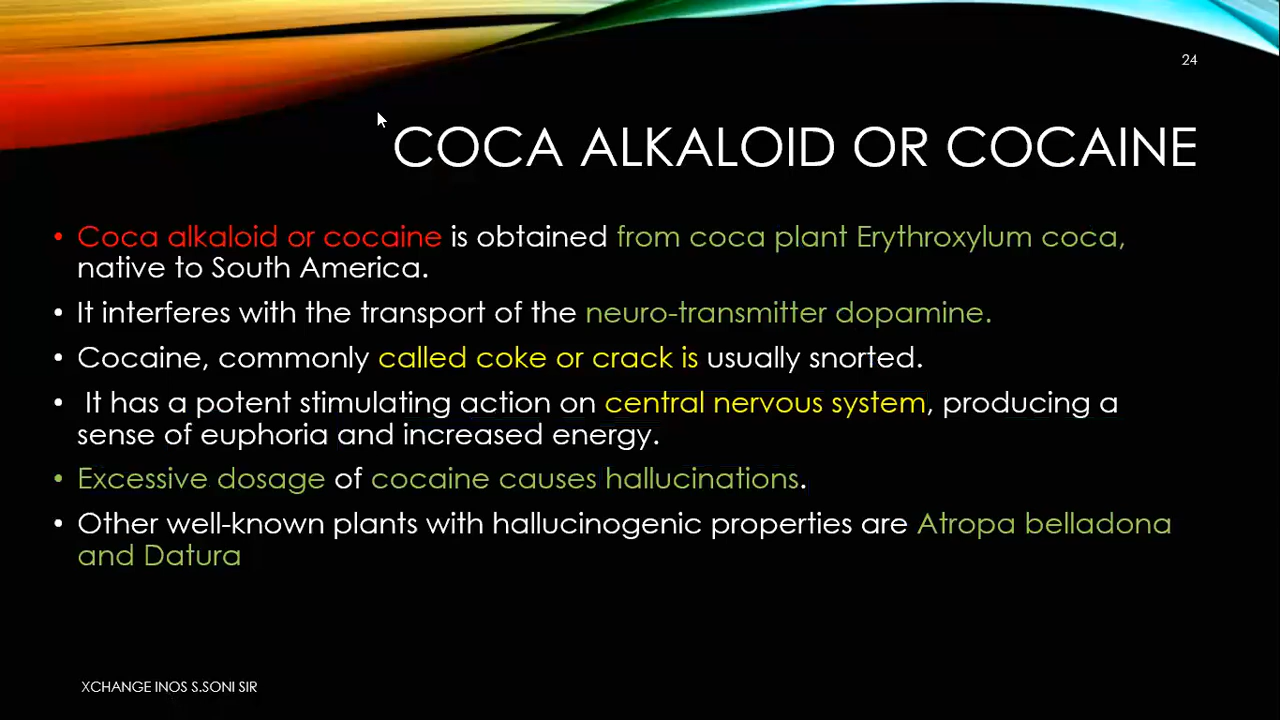 24
COCA ALKALOID OR COCAINE
• Coca alkaloid or cocaine is obtained from coca plant Erythroxylum coca,
native to South America.
• It interferes with the transport of the neuro-transmitter dopamine.
• Cocaine, commonly called coke or crack is usually snorted.
• It has a potent stimulating action on central nervous system, producing a
sense of euphoria and increased energy.
• Excessive dosage of cocaine causes hallucinations.
• Other well-known plants with hallucinogenic properties are Atropa belladona
and Datura
XCHANGE INOS S.SONI SIR